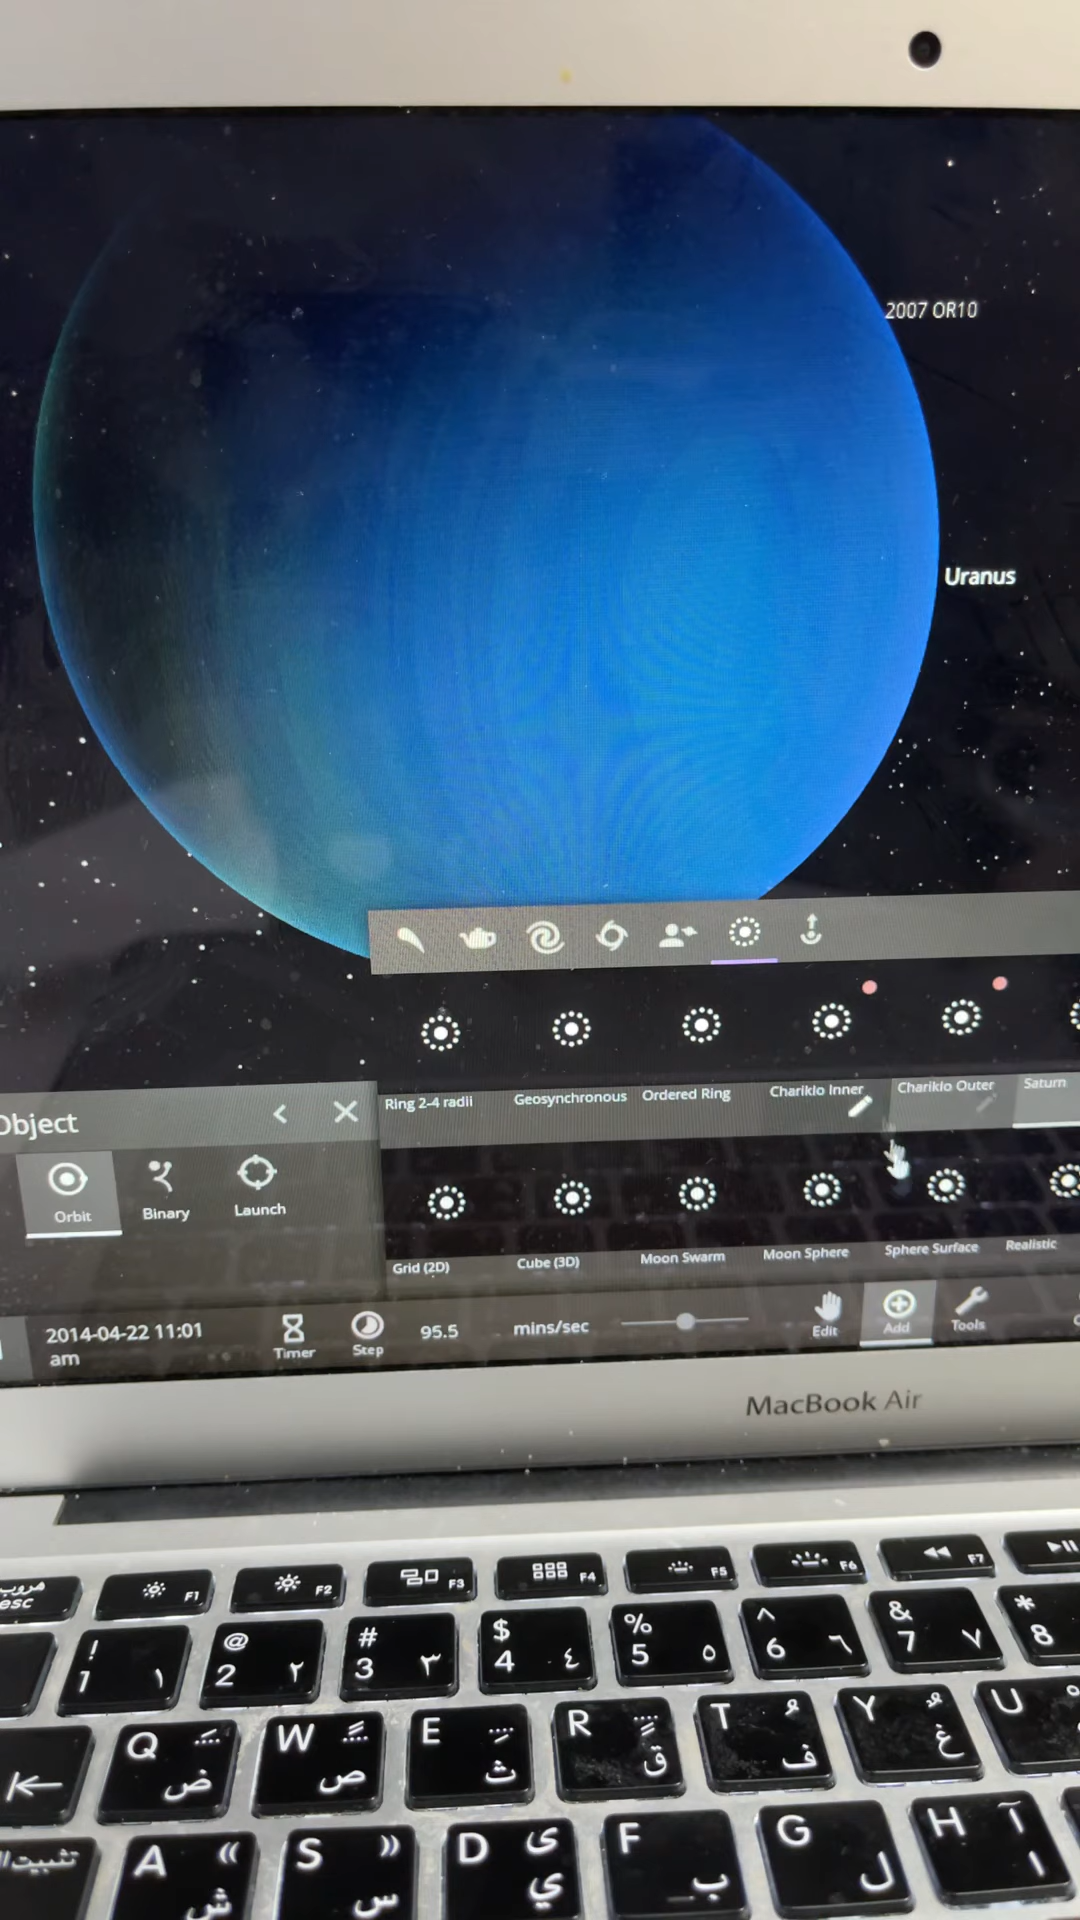 2007 OR10
Uranus
Ring 2-4 radii
Geosynchronous
Ordered Ring
Chariklo Inner
Chariklo Outer
Saturn
Object
Orbit
Binary
Launch
Grid (2D)
Cube (3D)
Moon Swarm
Moon Sphere
Sphere Surface
Realistic
2014-04-22 11:01
am
Timer
Step
95.5
mins/sec
Edit
Add
Tools
MacBook Air
هروب
esc
F1
F2
F3
F4
F5
F6
F7
! 1 ١
@ 2 ٢
# 3 ٣
$ 4 ٤
% 5 ٥
^ 6 ٦
& 7 ٧
* 8
Q ض
W ص
E ث
R ق
T ف
Y غ
U
تثبيت
A ش
S س
D ى ي
F ب
G ل
H آ ا